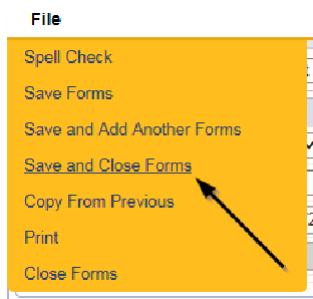 File
Spell Check
Save Forms
Save and Add Another Forms
Save and Close Forms
Copy From Previous
Print
Close Forms